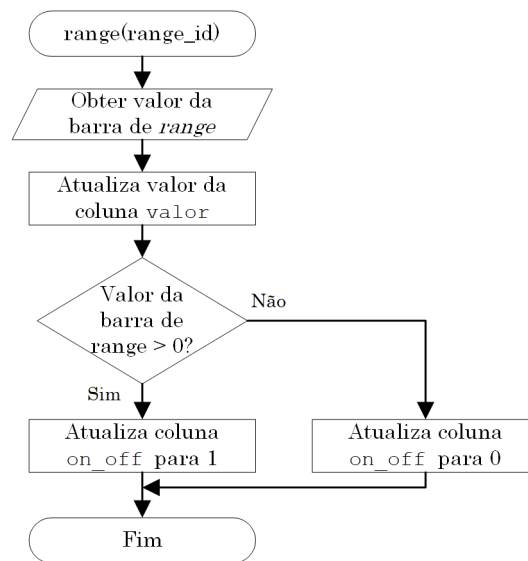 range(range_id)
Obter valor da
barra de range
Atualiza valor da
coluna valor
Valor da
barra de
range > 0?
Não
Sim
Atualiza coluna
on_off para 1
Atualiza coluna
on_off para 0
Fim